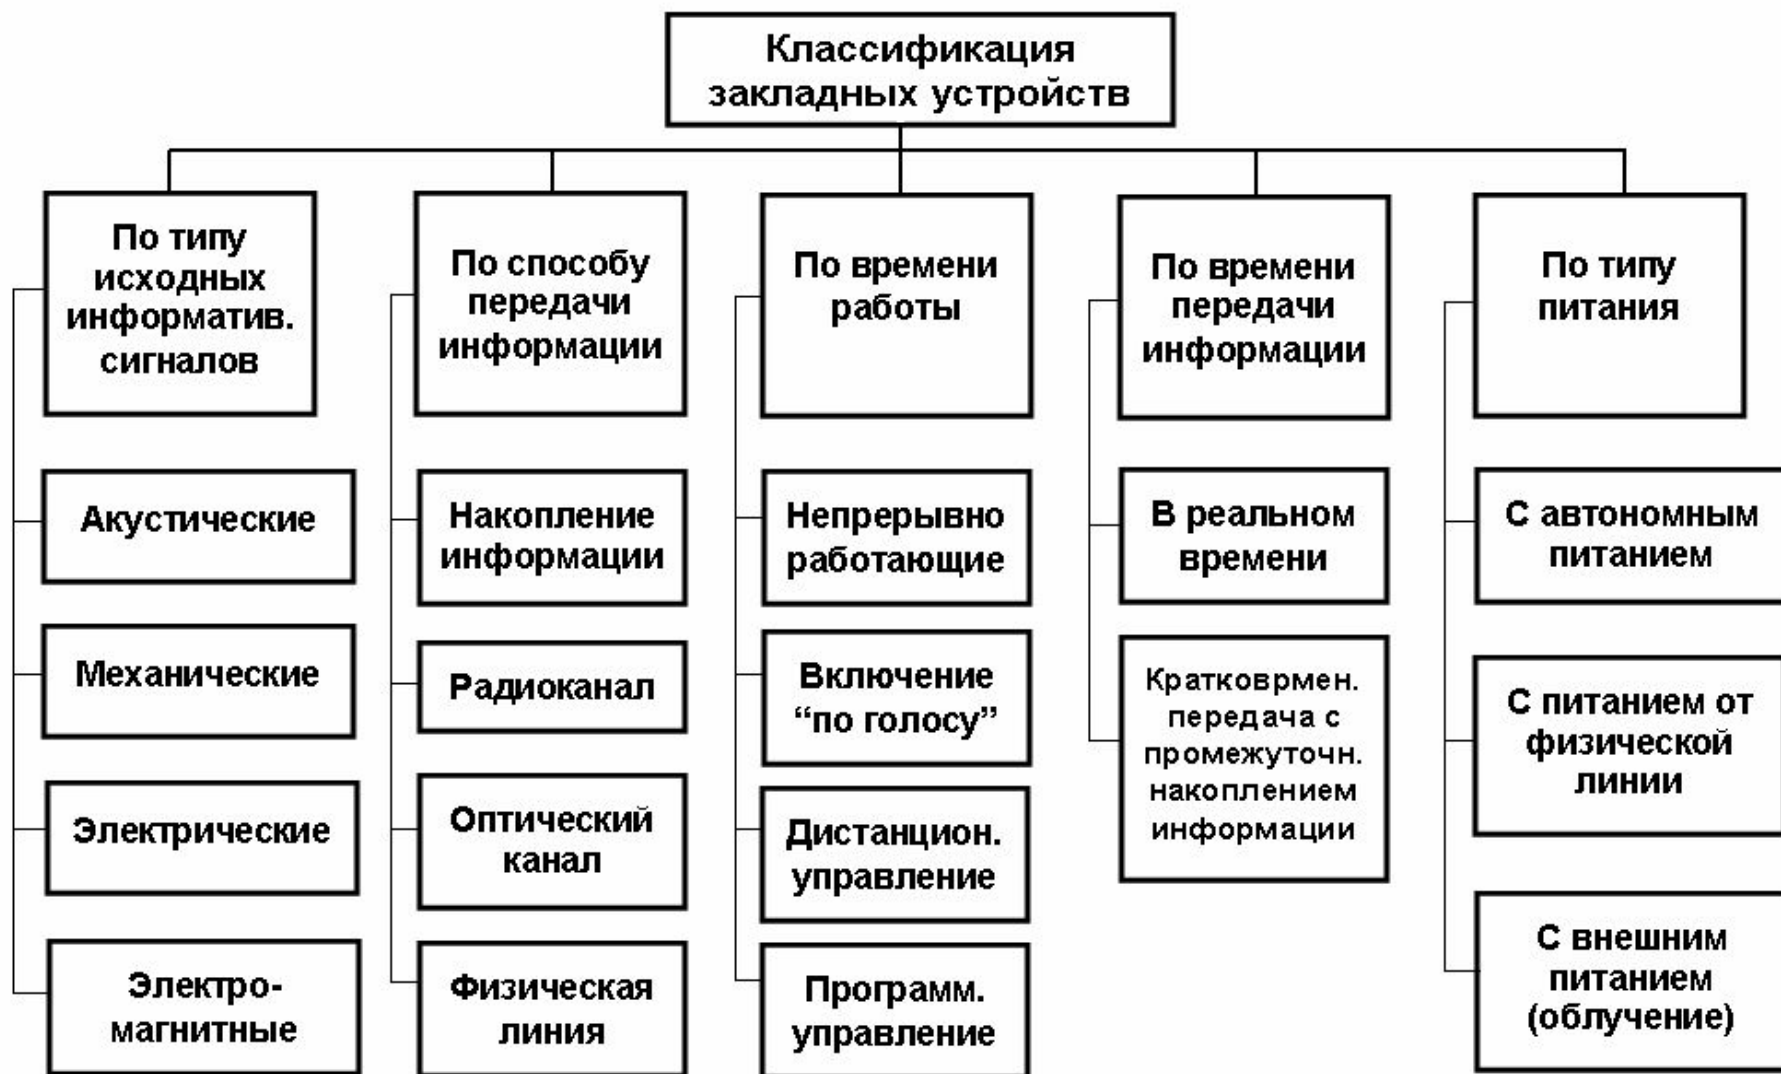 Классификация
закладных устройств
По типу
исходных
информатив.
сигналов
Акустические
Механические
Электрические
Электро-
магнитные
По способу
передачи
информации
Накопление
информации
Радиоканал
Оптический
канал
Физическая
линия
По времени
работы
Непрерывно
работающие
Включение
“по голосу”
Дистанцион.
управление
Программ.
управление
По времени
передачи
информации
В реальном
времени
Кратковрмен.
передача с
промежуточн.
накоплением
информации
По типу
питания
С автономным
питанием
С питанием от
физической
линии
С внешним
питанием
(облучение)